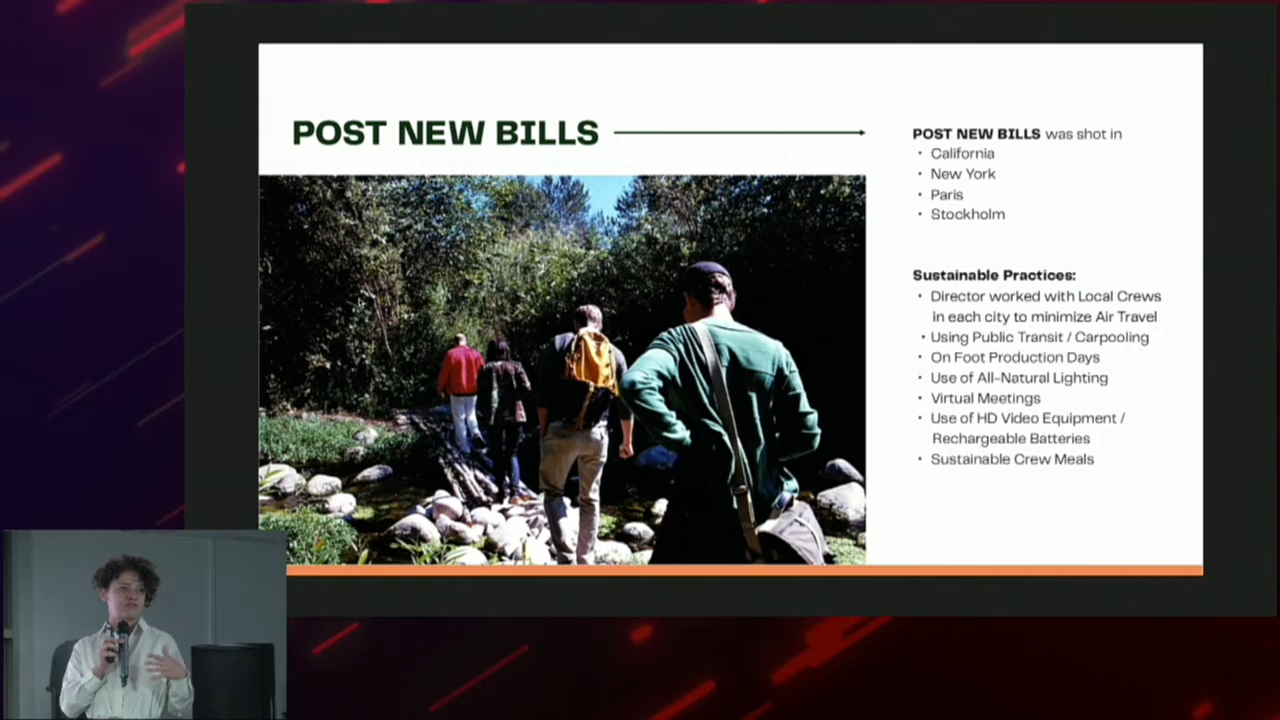 POST NEW BILLS
POST NEW BILLS was shot in
• California
• New York
• Paris
• Stockholm
Sustainable Practices:
• Director worked with Local Crews
in each city to minimize Air Travel
• Using Public Transit / Carpooling
• On Foot Production Days
• Use of All-Natural Lighting
• Virtual Meetings
• Use of HD Video Equipment /
Rechargeable Batteries
• Sustainable Crew Meals